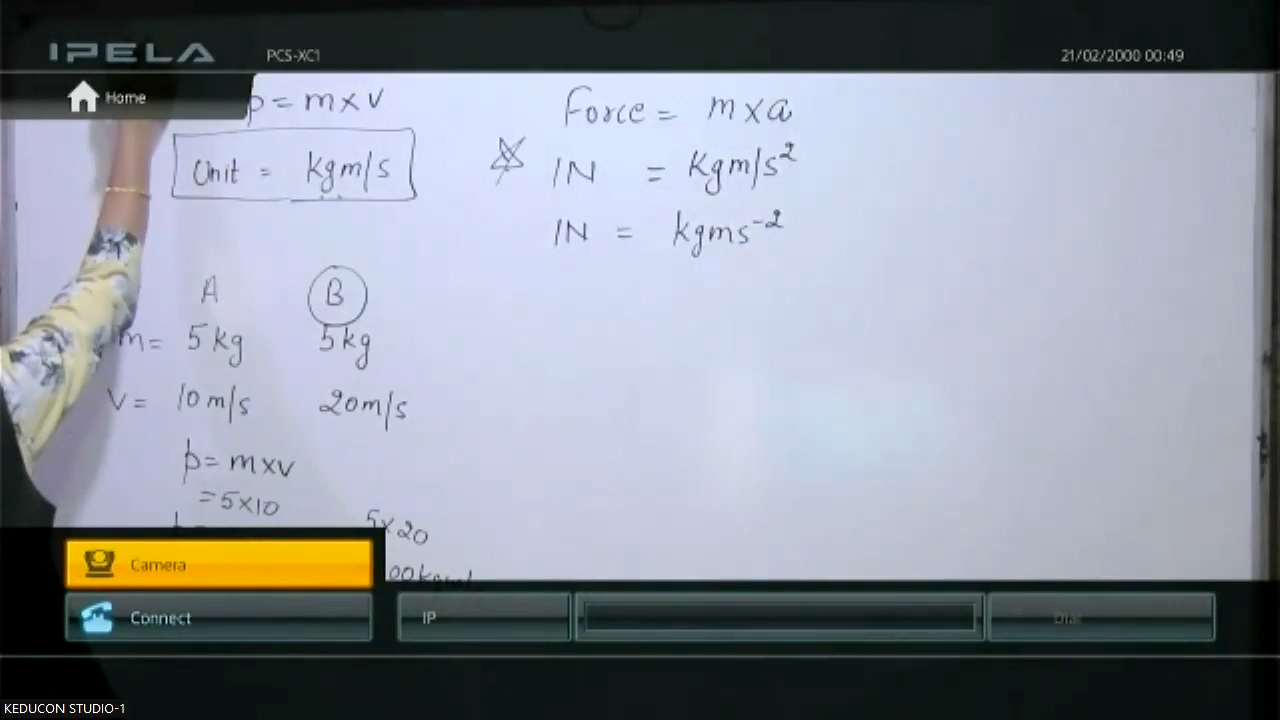 IPELA PCS-XC1 21/02/2000 00:49
Home
p = m x v
Unit = kgm/s
A B
m = 5 kg 5 kg
v = 10 m/s 20 m/s
p = m x v
= 5 x 10
5 x 20
Force = m x a
1N = kgm/s²
1N = kgms⁻²
Camera
Connect IP Dial
KEDUCON STUDIO-1